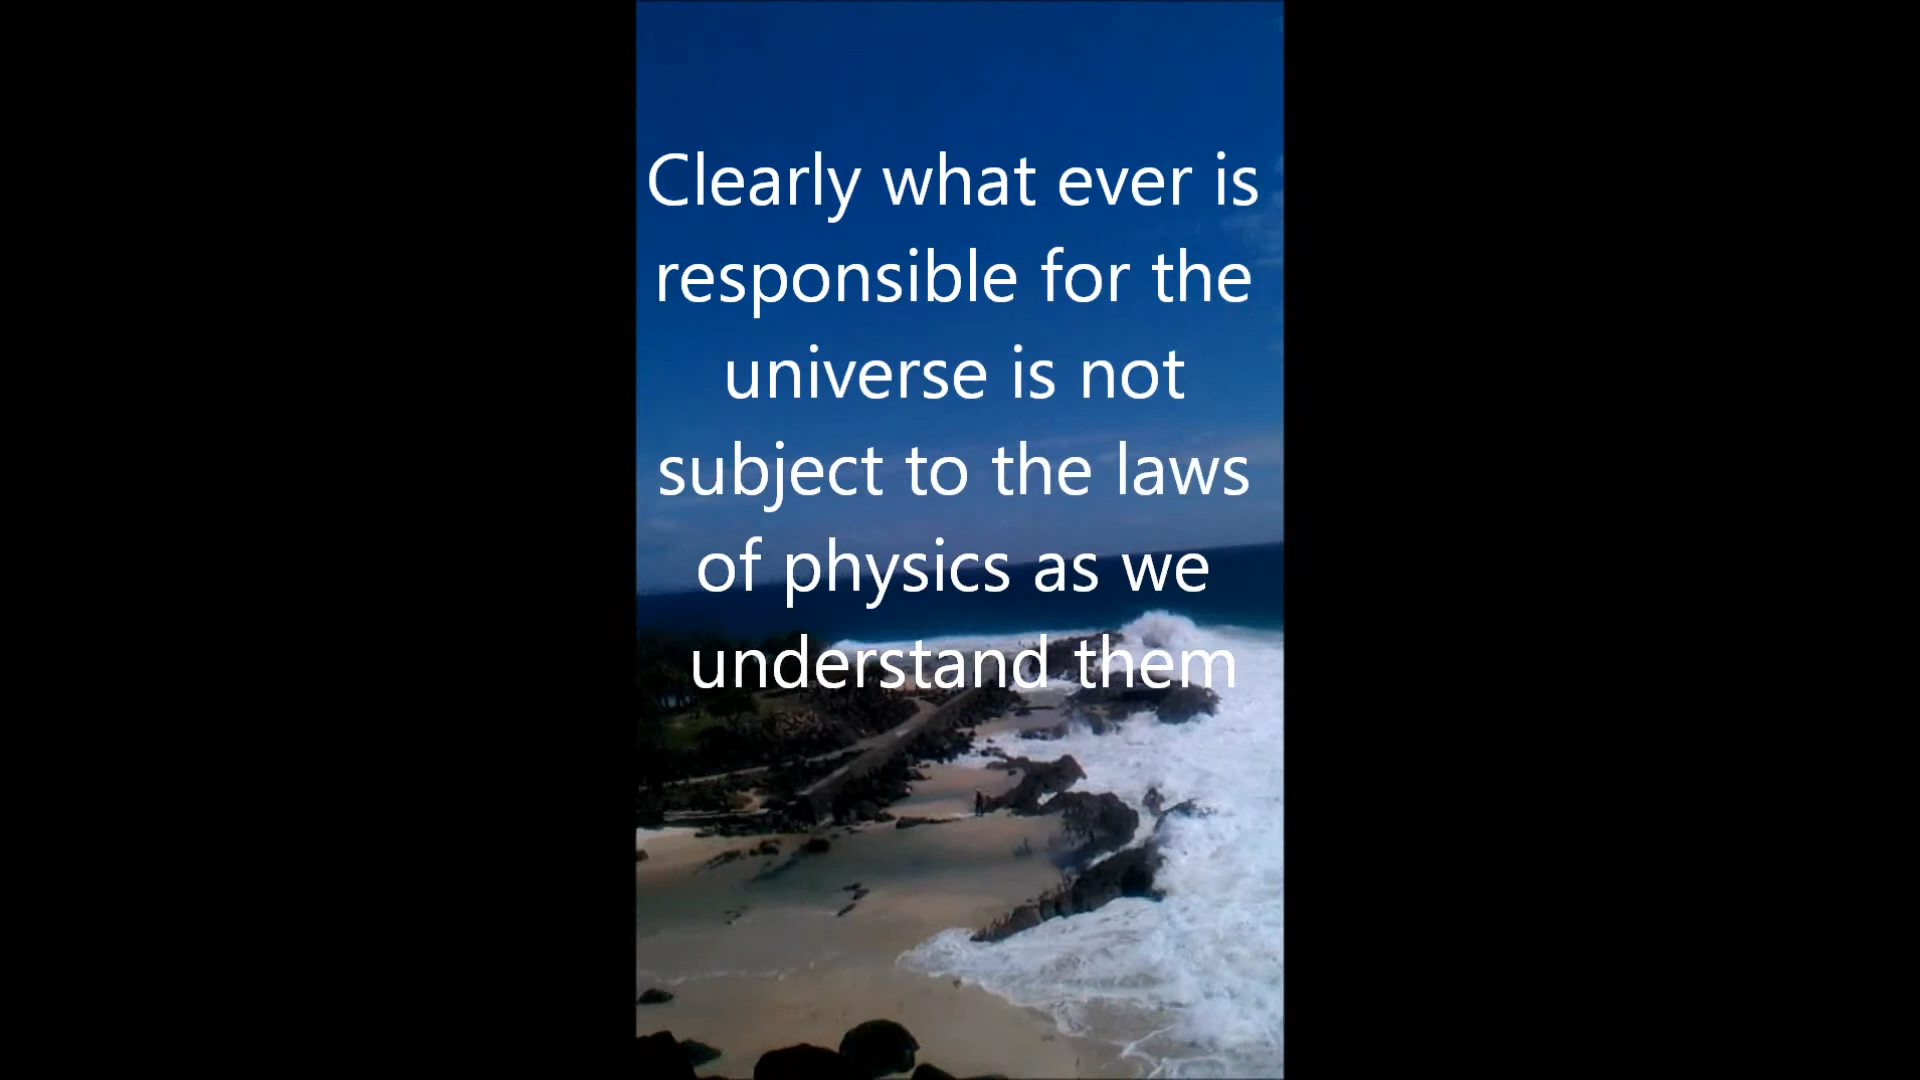 Clearly what ever is
responsible for the
universe is not
subject to the laws
of physics as we
understand them